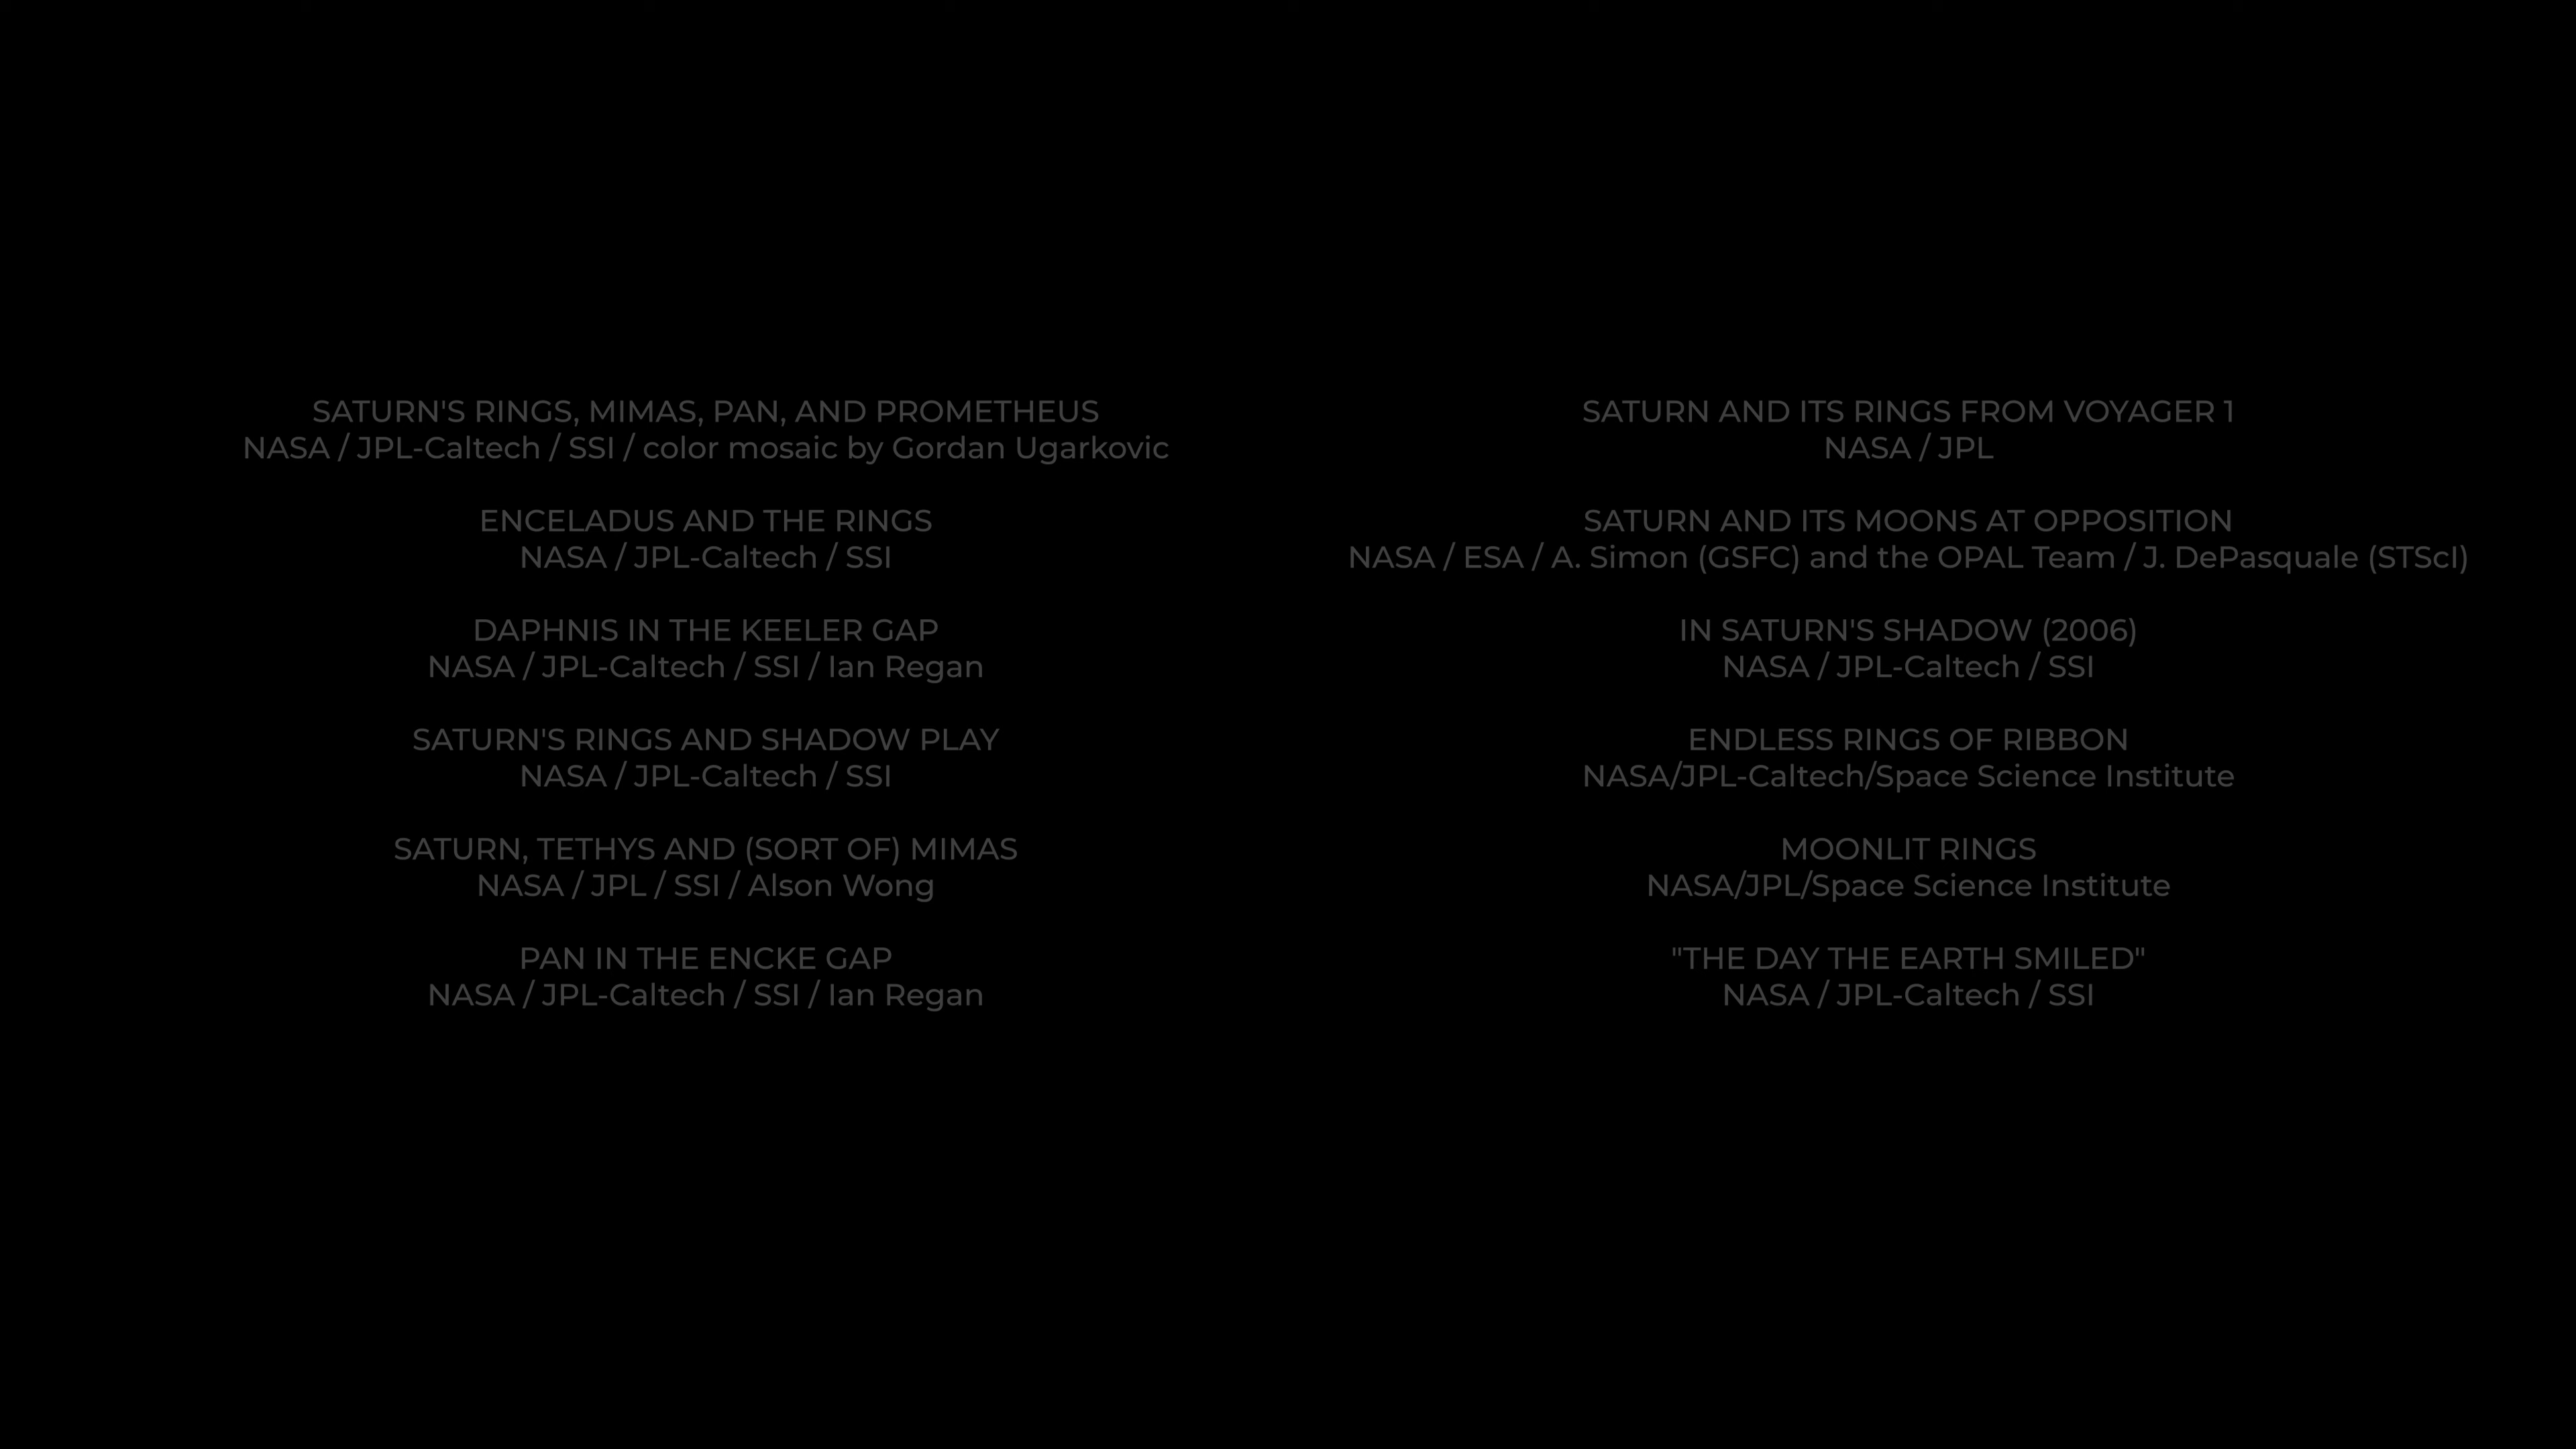 SATURN'S RINGS, MIMAS, PAN, AND PROMETHEUS
NASA / JPL-Caltech / SSI / color mosaic by Gordan Ugarkovic
ENCELADUS AND THE RINGS
NASA / JPL-Caltech / SSI
DAPHNIS IN THE KEELER GAP
NASA / JPL-Caltech / SSI / Ian Regan
SATURN'S RINGS AND SHADOW PLAY
NASA / JPL-Caltech / SSI
SATURN, TETHYS AND (SORT OF) MIMAS
NASA / JPL / SSI / Alson Wong
PAN IN THE ENCKE GAP
NASA / JPL-Caltech / SSI / Ian Regan
SATURN AND ITS RINGS FROM VOYAGER 1
NASA / JPL
SATURN AND ITS MOONS AT OPPOSITION
NASA / ESA / A. Simon (GSFC) and the OPAL Team / J. DePasquale (STScI)
IN SATURN'S SHADOW (2006)
NASA / JPL-Caltech / SSI
ENDLESS RINGS OF RIBBON
NASA/JPL-Caltech/Space Science Institute
MOONLIT RINGS
NASA/JPL/Space Science Institute
"THE DAY THE EARTH SMILED"
NASA / JPL-Caltech / SSI